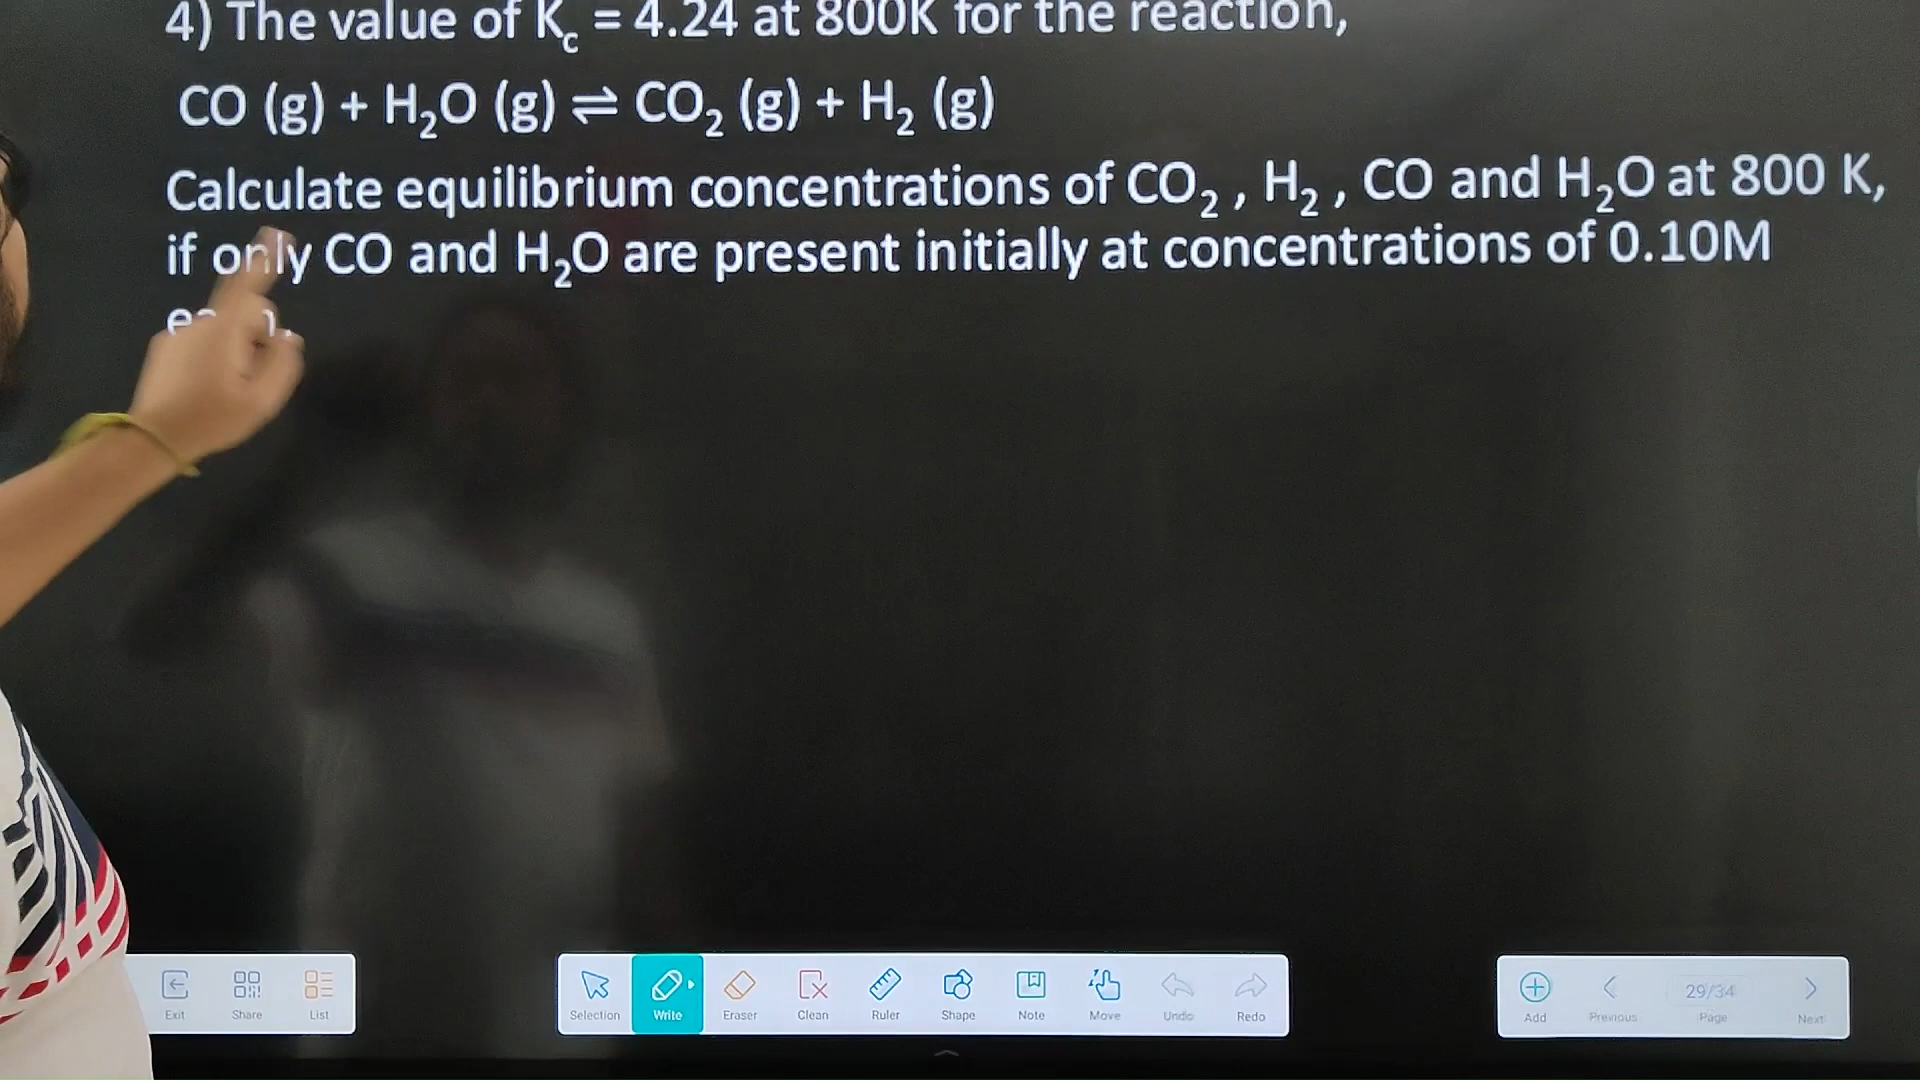 4) The value of K꜀ = 4.24 at 800K for the reaction,
CO (g) + H₂O (g) ⇌ CO₂ (g) + H₂ (g)
Calculate equilibrium concentrations of CO₂ , H₂ , CO and H₂O at 800 K,
if only CO and H₂O are present initially at concentrations of 0.10M
Exit Share List Selection Write Eraser Clean Ruler Shape Note Move Undo Redo Add Previous 29/34 Page Next